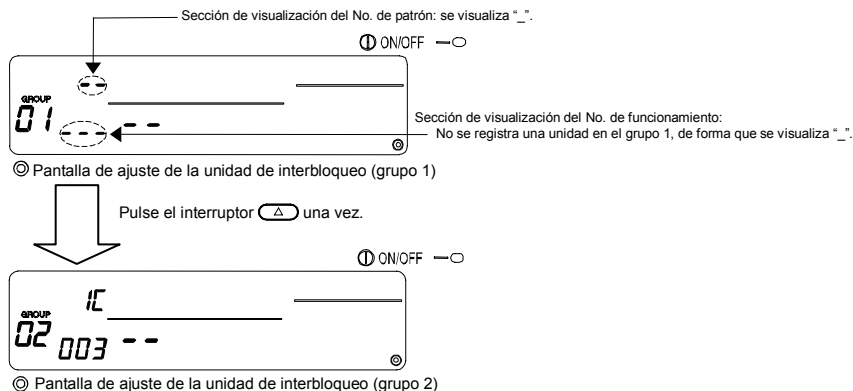 Sección de visualización del No. de patrón: se visualiza “_”.
ON/OFF
--
GROUP
01 --- --
Sección de visualización del No. de funcionamiento:
No se registra una unidad en el grupo 1, de forma que se visualiza “_”.
◎ Pantalla de ajuste de la unidad de interbloqueo (grupo 1)
Pulse el interruptor △ una vez.
ON/OFF
IC
GROUP
02 003 --
◎ Pantalla de ajuste de la unidad de interbloqueo (grupo 2)